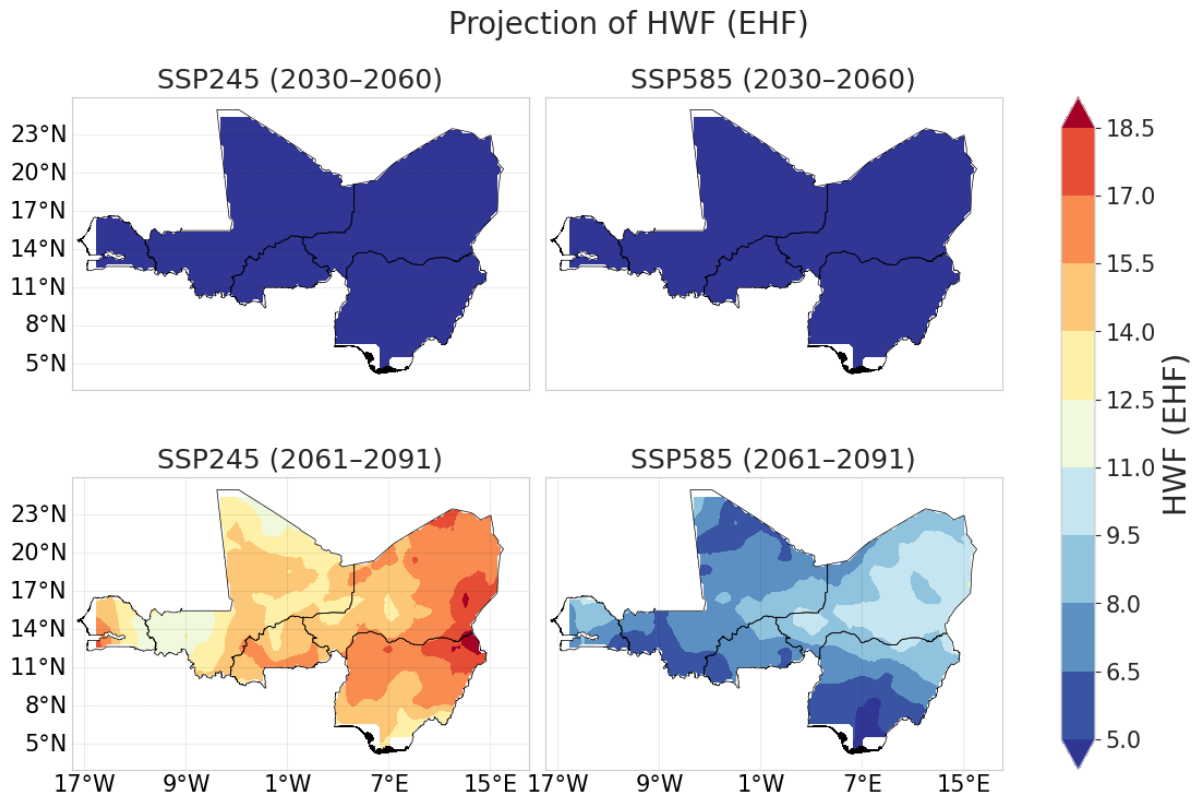 Projection of HWF (EHF)
SSP245 (2030–2060)
SSP585 (2030–2060)
23°N
20°N
17°N
14°N
11°N
8°N
5°N
SSP245 (2061–2091)
SSP585 (2061–2091)
23°N
20°N
17°N
14°N
11°N
8°N
5°N
17°W
9°W
1°W
7°E
15°E
17°W
9°W
1°W
7°E
15°E
18.5
17.0
15.5
14.0
12.5
11.0
9.5
8.0
6.5
5.0
HWF (EHF)